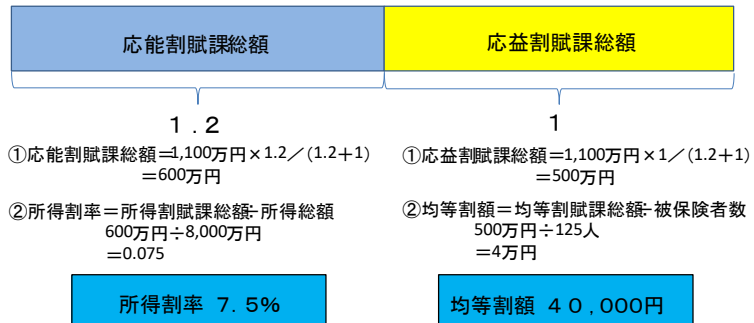 応能割賦課総額
応益割賦課総額
1.2
1
①応能割賦課総額=1,100万円×1.2/(1.2+1)
=600万円
②所得割率=所得割賦課総額÷所得総額
600万円÷8,000万円
=0.075
所得割率 7.5%
①応益割賦課総額=1,100万円×1/(1.2+1)
=500万円
②均等割額=均等割賦課総額÷被保険者数
500万円÷125人
=4万円
均等割額 40,000円